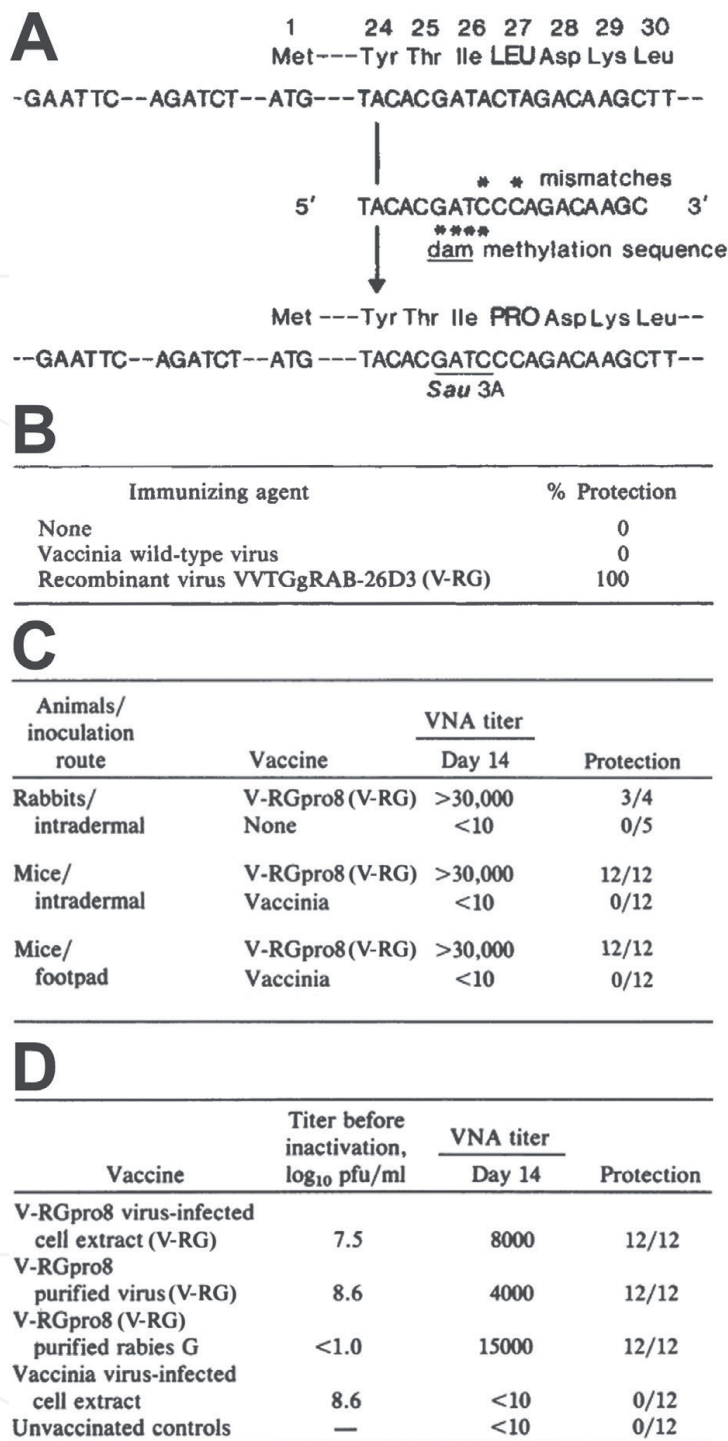 A
1 24 25 26 27 28 29 30
Met---Tyr Thr Ile LEU Asp Lys Leu
--GAATTC--AGATCT--ATG---TACACGATACTAGACAAGCTT--
* * mismatches
5' TACACGATCCCAGACAAGC 3'
****
dam methylation sequence
Met ---Tyr Thr Ile PRO Asp Lys Leu--
--GAATTC--AGATCT--ATG---TACACGATCCCAGACAAGCTT--
Sau 3A
B
Immunizing agent % Protection
None 0
Vaccinia wild-type virus 0
Recombinant virus VVTGgRAB-26D3 (V-RG) 100
C
Animals/
inoculation VNA titer
route Vaccine Day 14 Protection
Rabbits/ V-RGpro8 (V-RG) >30,000 3/4
intradermal None <10 0/5
Mice/ V-RGpro8 (V-RG) >30,000 12/12
intradermal Vaccinia <10 0/12
Mice/ V-RGpro8 (V-RG) >30,000 12/12
footpad Vaccinia <10 0/12
D
Titer before
inactivation, VNA titer
Vaccine log₁₀ pfu/ml Day 14 Protection
V-RGpro8 virus-infected
cell extract (V-RG) 7.5 8000 12/12
V-RGpro8
purified virus (V-RG) 8.6 4000 12/12
V-RGpro8 (V-RG)
purified rabies G <1.0 15000 12/12
Vaccinia virus-infected
cell extract 8.6 <10 0/12
Unvaccinated controls — <10 0/12